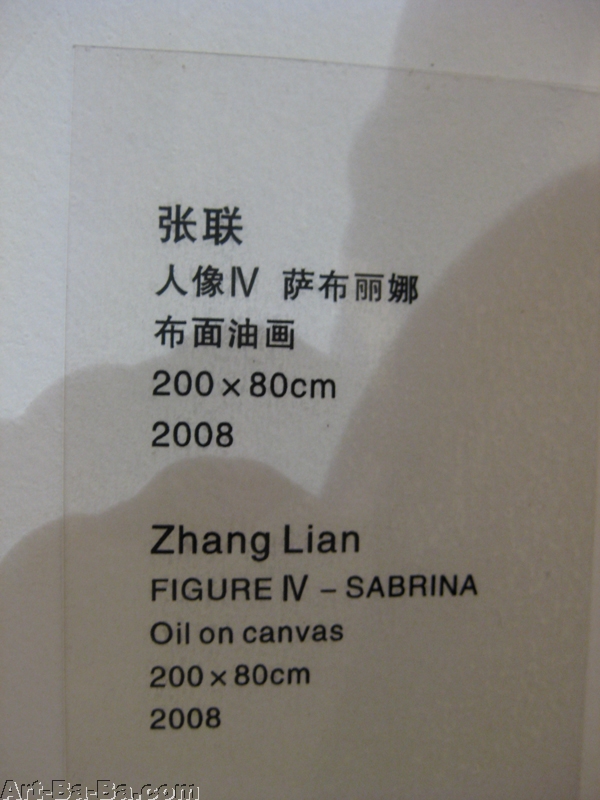 张联
人像Ⅳ 萨布丽娜
布面油画
200×80cm
2008
Zhang Lian
FIGURE Ⅳ – SABRINA
Oil on canvas
200×80cm
2008
Art-Ba-Ba.com